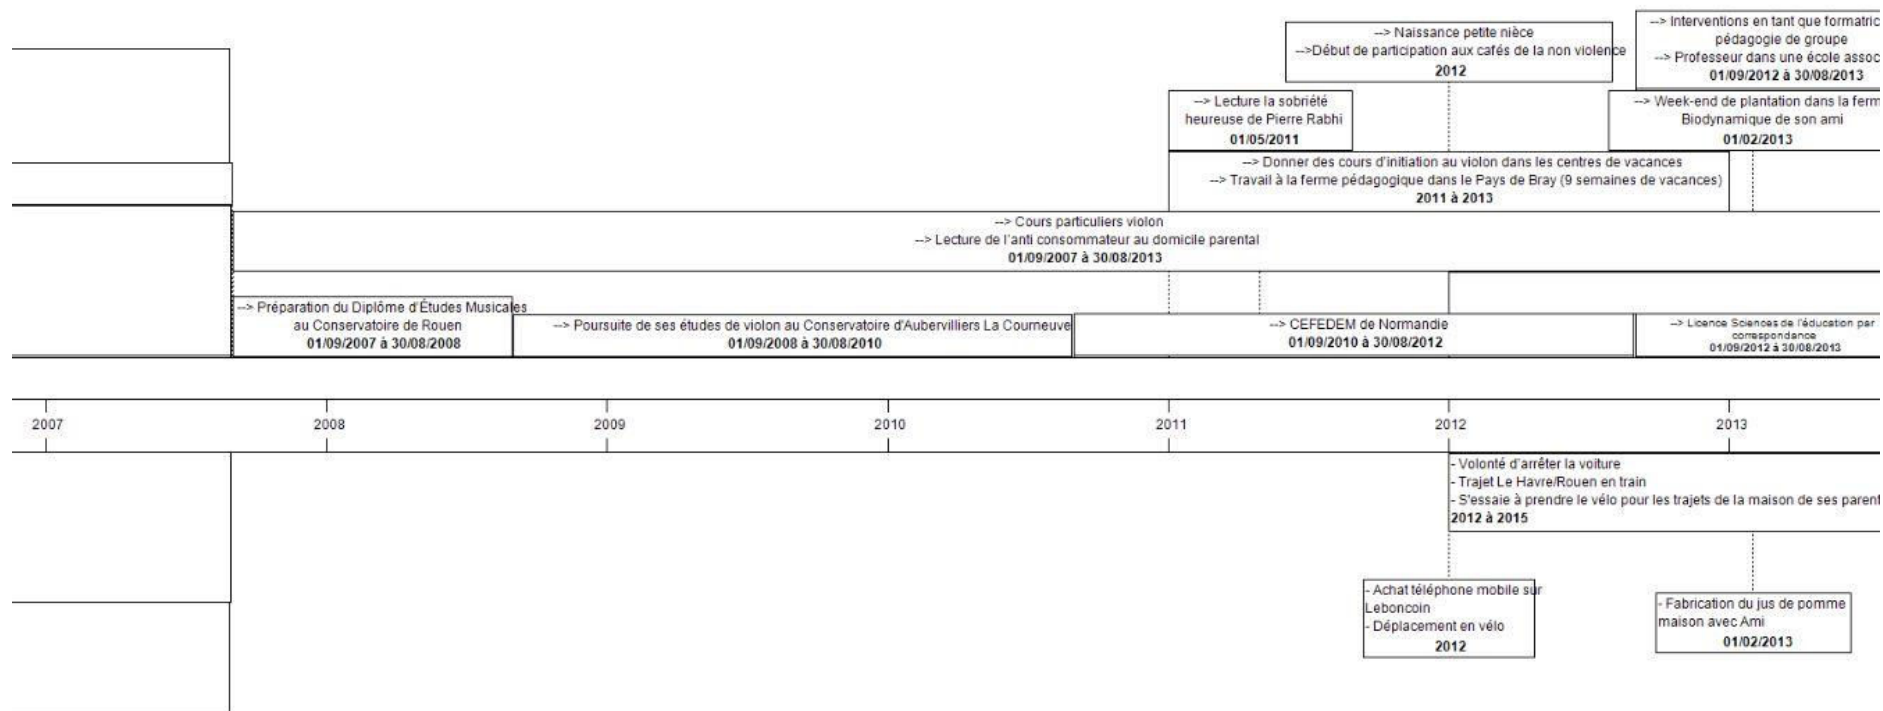 --> Interventions en tant que formatric
pédagogie de groupe
--> Professeur dans une école assoc
01/09/2012 à 30/08/2013
--> Naissance petite nièce
-->Début de participation aux cafés de la non violence
2012
--> Lecture la sobriété
heureuse de Pierre Rabhi
01/05/2011
--> Week-end de plantation dans la ferm
Biodynamique de son ami
01/02/2013
--> Donner des cours d'initiation au violon dans les centres de vacances
--> Travail à la ferme pédagogique dans le Pays de Bray (9 semaines de vacances)
2011 à 2013
--> Cours particuliers violon
--> Lecture de l'anti consommateur au domicile parental
01/09/2007 à 30/08/2013
--> Préparation du Diplôme d'Études Musicales
au Conservatoire de Rouen
01/09/2007 à 30/08/2008
--> Poursuite de ses études de violon au Conservatoire d'Aubervilliers La Courneuve
01/09/2008 à 30/08/2010
--> CEFEDEM de Normandie
01/09/2010 à 30/08/2012
--> Licence Sciences de l'éducation par
correspondance
01/09/2012 à 30/08/2013
2007 2008 2009 2010 2011 2012 2013
- Volonté d'arrêter la voiture
- Trajet Le Havre/Rouen en train
- S'essaie à prendre le vélo pour les trajets de la maison de ses parent
2012 à 2015
- Achat téléphone mobile sur
Leboncoin
- Déplacement en vélo
2012
- Fabrication du jus de pomme
maison avec Ami
01/02/2013